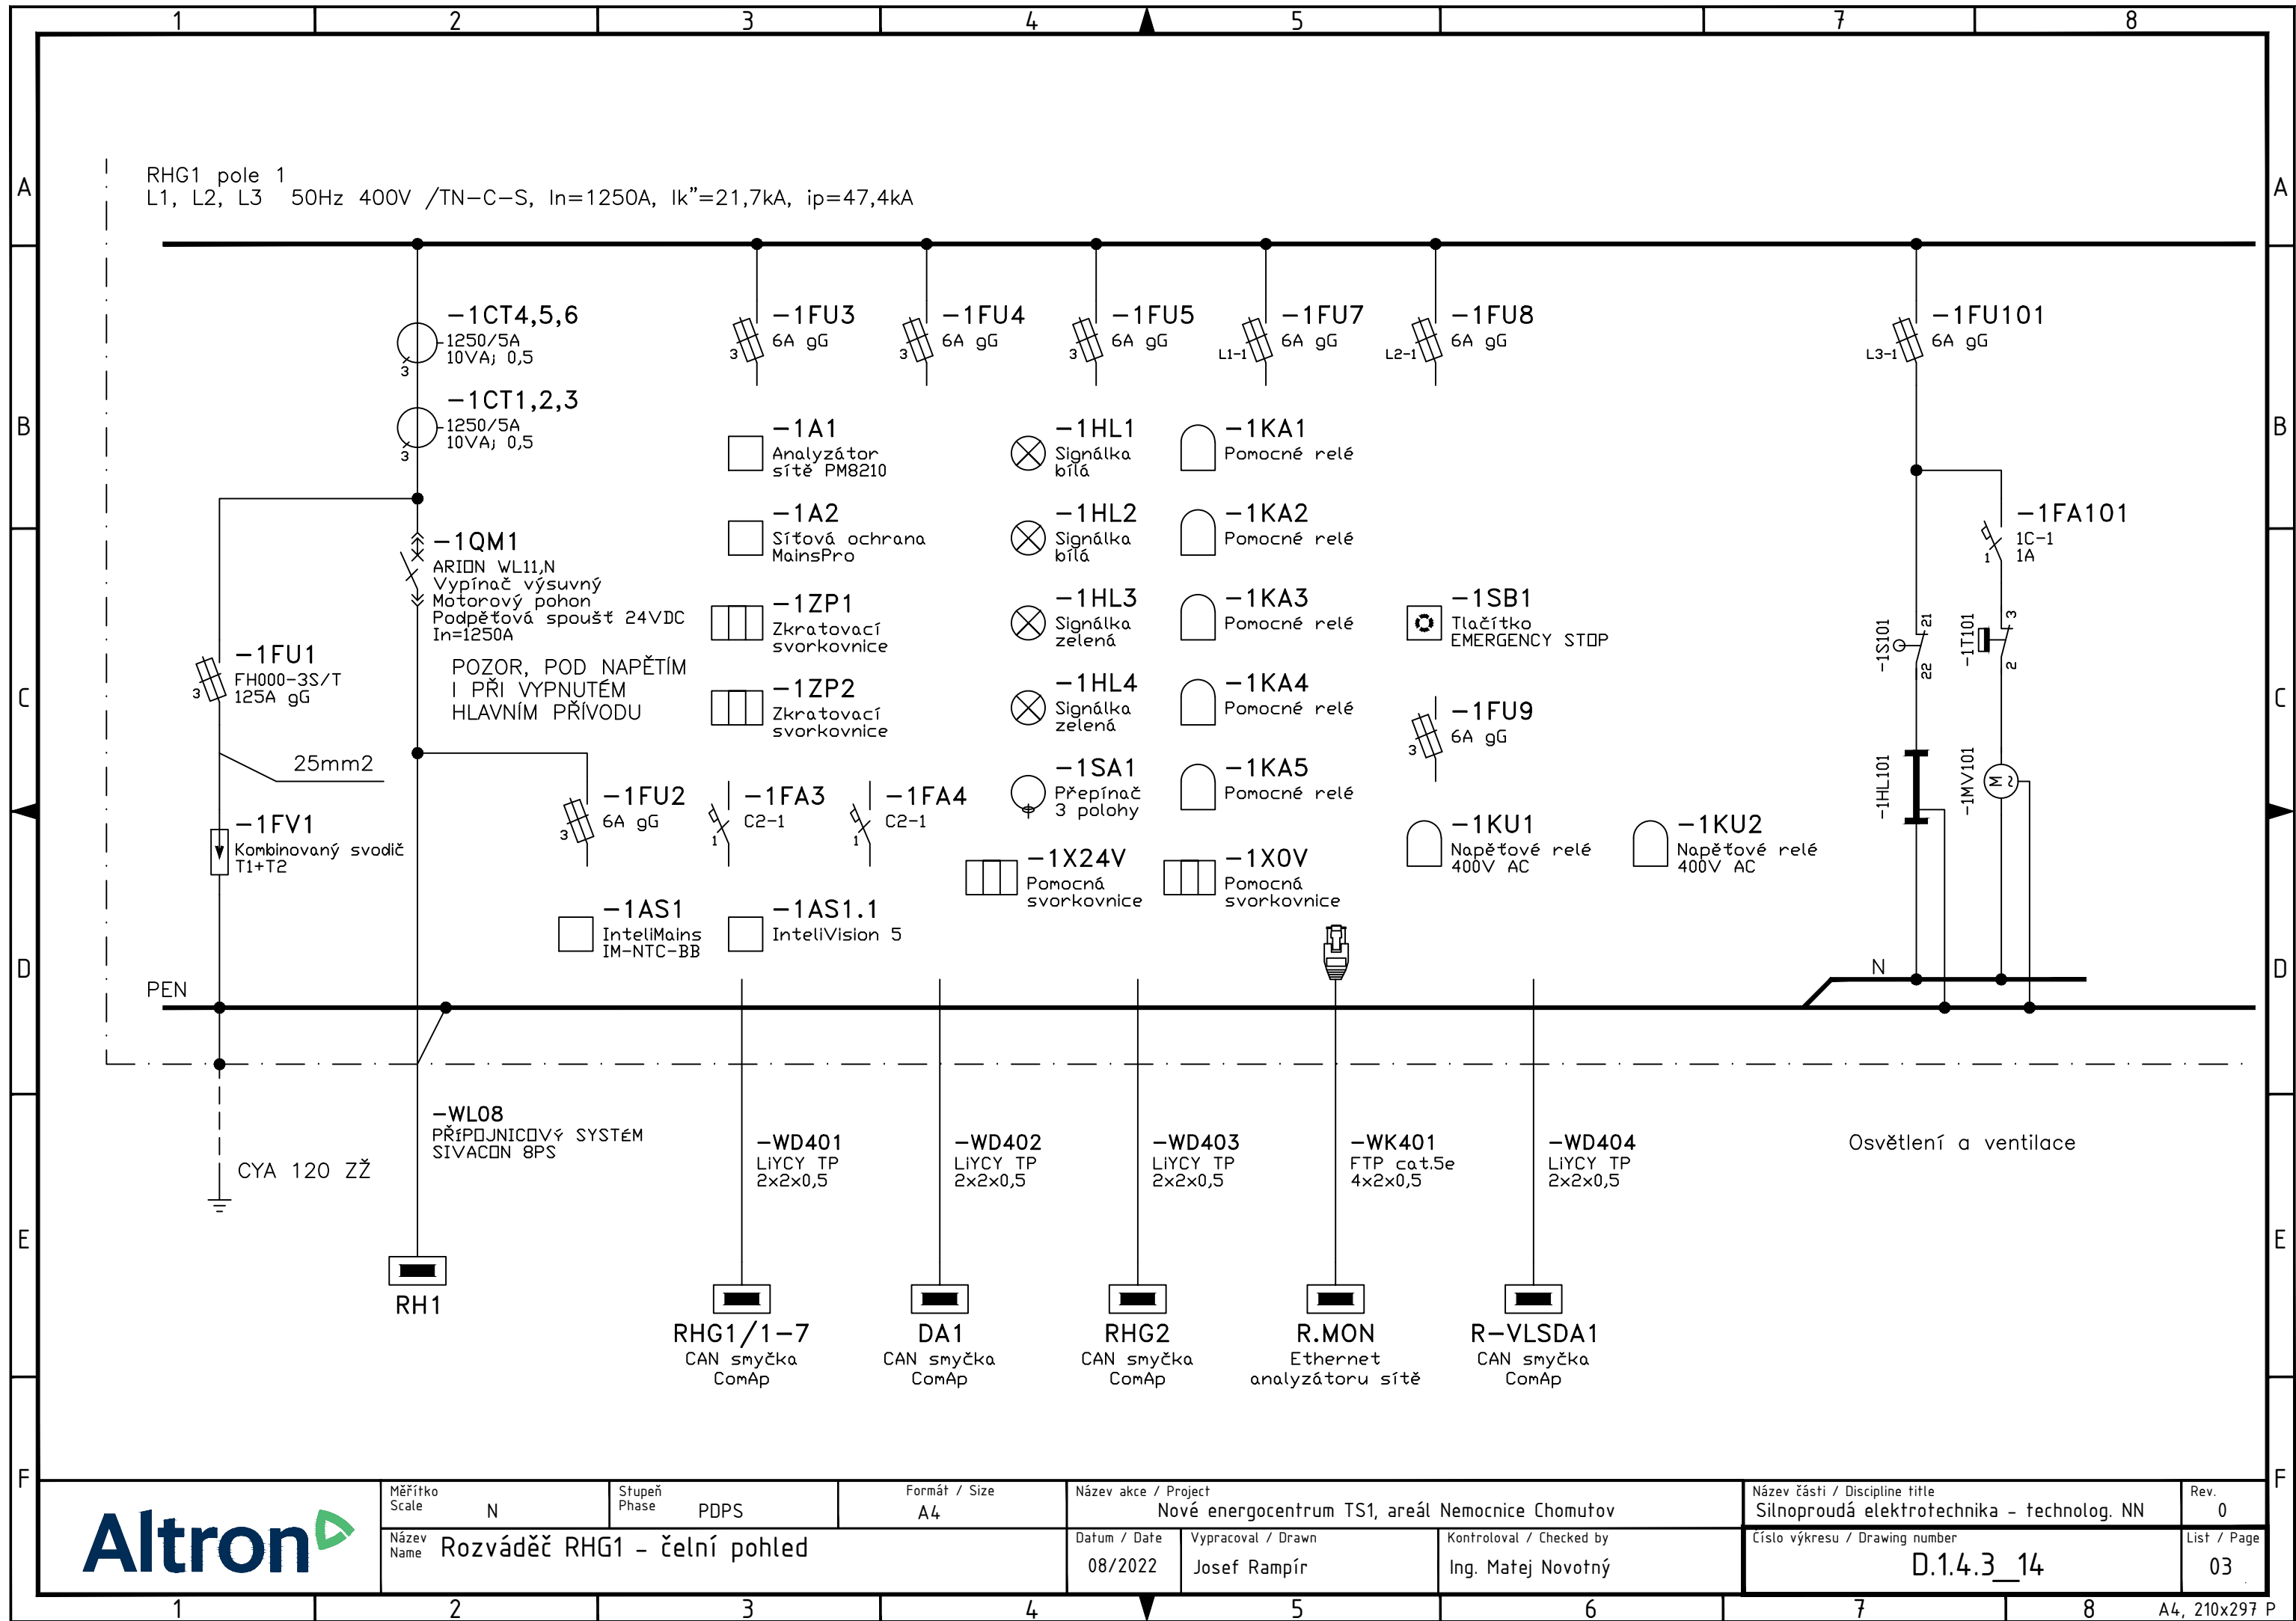 1 2 3 4 5 7 8
A A
RHG1 pole 1
L1, L2, L3 50Hz 400V /TN-C-S, In=1250A, Ik”=21,7kA, ip=47,4kA
-1CT4,5,6
1250/5A
10VA; 0,5
3
-1CT1,2,3
1250/5A
10VA; 0,5
3
-1FU3
6A gG
3
-1FU4
6A gG
3
-1FU5
6A gG
3
-1FU7
6A gG
L1-1
-1FU8
6A gG
L2-1
-1FU101
6A gG
L3-1
B B
-1A1
Analyzátor
sítě PM8210
-1HL1
Signálka
bílá
-1KA1
Pomocné relé
-1A2
Síťová ochrana
MainsPro
-1HL2
Signálka
bílá
-1KA2
Pomocné relé
-1FA101
1C-1
1A
1
-1QM1
ARION WL11,N
Vypínač výsuvný
Motorový pohon
Podpěťová spoušť 24VDC
In=1250A
POZOR, POD NAPĚTÍM
I PŘI VYPNUTÉM
HLAVNÍM PŘÍVODU
-1ZP1
Zkratovací
svorkovnice
-1HL3
Signálka
zelená
-1KA3
Pomocné relé
-1SB1
Tlačítko
EMERGENCY STOP
-1S101
21
22
-1T101
3
2
-1FU1
FH000-3S/T
125A gG
3
C C
-1ZP2
Zkratovací
svorkovnice
-1HL4
Signálka
zelená
-1KA4
Pomocné relé
-1FU9
6A gG
3
25mm2
-1FU2
6A gG
3
-1FA3
C2-1
1
-1FA4
C2-1
1
-1SA1
Přepínač
3 polohy
-1KA5
Pomocné relé
-1HL101
-1MV101
M
~
-1FV1
Kombinovaný svodič
T1+T2
-1X24V
Pomocná
svorkovnice
-1X0V
Pomocná
svorkovnice
-1KU1
Napěťové relé
400V AC
-1KU2
Napěťové relé
400V AC
-1AS1
InteliMains
IM-NTC-BB
-1AS1.1
InteliVision 5
D D
PEN
N
-WL08
PŘÍPOJNICOVÝ SYSTÉM
SIVACON 8PS
-WD401
LiYCY TP
2x2x0,5
-WD402
LiYCY TP
2x2x0,5
-WD403
LiYCY TP
2x2x0,5
-WK401
FTP cat.5e
4x2x0,5
-WD404
LiYCY TP
2x2x0,5
Osvětlení a ventilace
CYA 120 ZŽ
E E
RH1
RHG1/1-7
CAN smyčka
ComAp
DA1
CAN smyčka
ComAp
RHG2
CAN smyčka
ComAp
R.MON
Ethernet
analyzátoru sítě
R-VLSDA1
CAN smyčka
ComAp
F F
Altron
Měřítko
Scale
N
Stupeň
Phase
PDPS
Formát / Size
A4
Název akce / Project
Nové energocentrum TS1, areál Nemocnice Chomutov
Název části / Discipline title
Silnoproudá elektrotechnika - technolog. NN
Rev.
0
Název
Name
Rozváděč RHG1 - čelní pohled
Datum / Date
08/2022
Vypracoval / Drawn
Josef Rampír
Kontroloval / Checked by
Ing. Matej Novotný
Číslo výkresu / Drawing number
D.1.4.3__14
List / Page
03
1 2 3 4 5 6 7 8
A4, 210x297 P